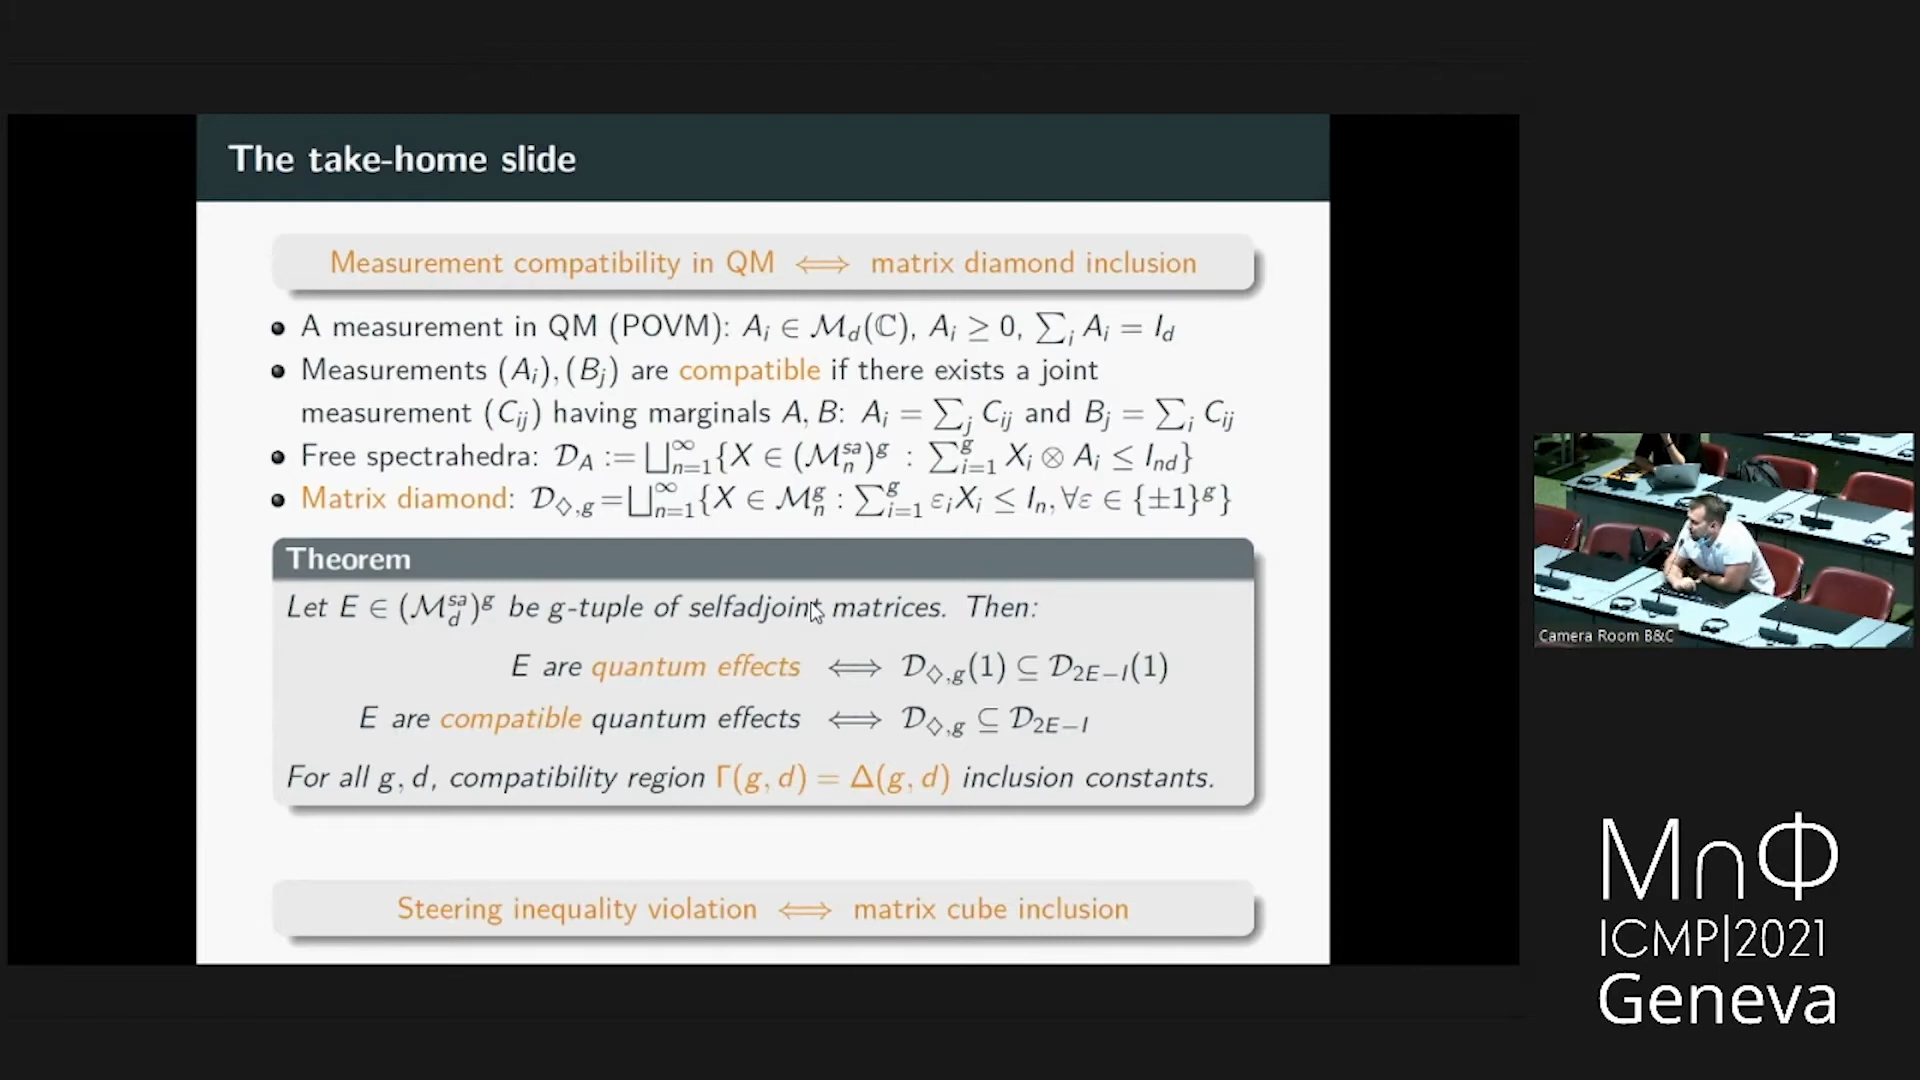 The take-home slide
Measurement compatibility in QM ⟺ matrix diamond inclusion
• A measurement in QM (POVM): A_i ∈ ℳ_d(ℂ), A_i ≥ 0, ∑_i A_i = I_d
• Measurements (A_i), (B_j) are compatible if there exists a joint
measurement (C_ij) having marginals A, B: A_i = ∑_j C_ij and B_j = ∑_i C_ij
• Free spectrahedra: 𝒟_A := ⨆_{n=1}^∞ {X ∈ (ℳ_n^{sa})^g : ∑_{i=1}^g X_i ⊗ A_i ≤ I_{nd}}
• Matrix diamond: 𝒟_{◇,g} = ⨆_{n=1}^∞ {X ∈ ℳ_n^g : ∑_{i=1}^g ε_i X_i ≤ I_n, ∀ε ∈ {±1}^g}
Theorem
Let E ∈ (ℳ_d^{sa})^g be g-tuple of selfadjoint matrices. Then:
E are quantum effects ⟺ 𝒟_{◇,g}(1) ⊆ 𝒟_{2E−I}(1)
E are compatible quantum effects ⟺ 𝒟_{◇,g} ⊆ 𝒟_{2E−I}
For all g, d, compatibility region Γ(g, d) = Δ(g, d) inclusion constants.
Steering inequality violation ⟺ matrix cube inclusion
Camera Room B&C
M∩Φ
ICMP|2021
Geneva